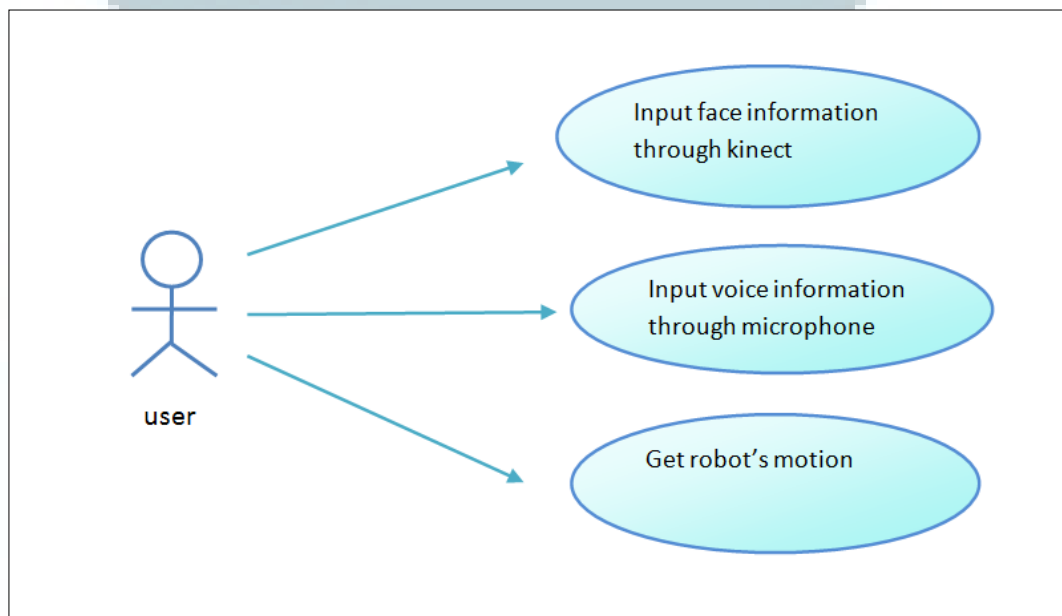 Input face information
through kinect
Input voice information
through microphone
user
Get robot’s motion